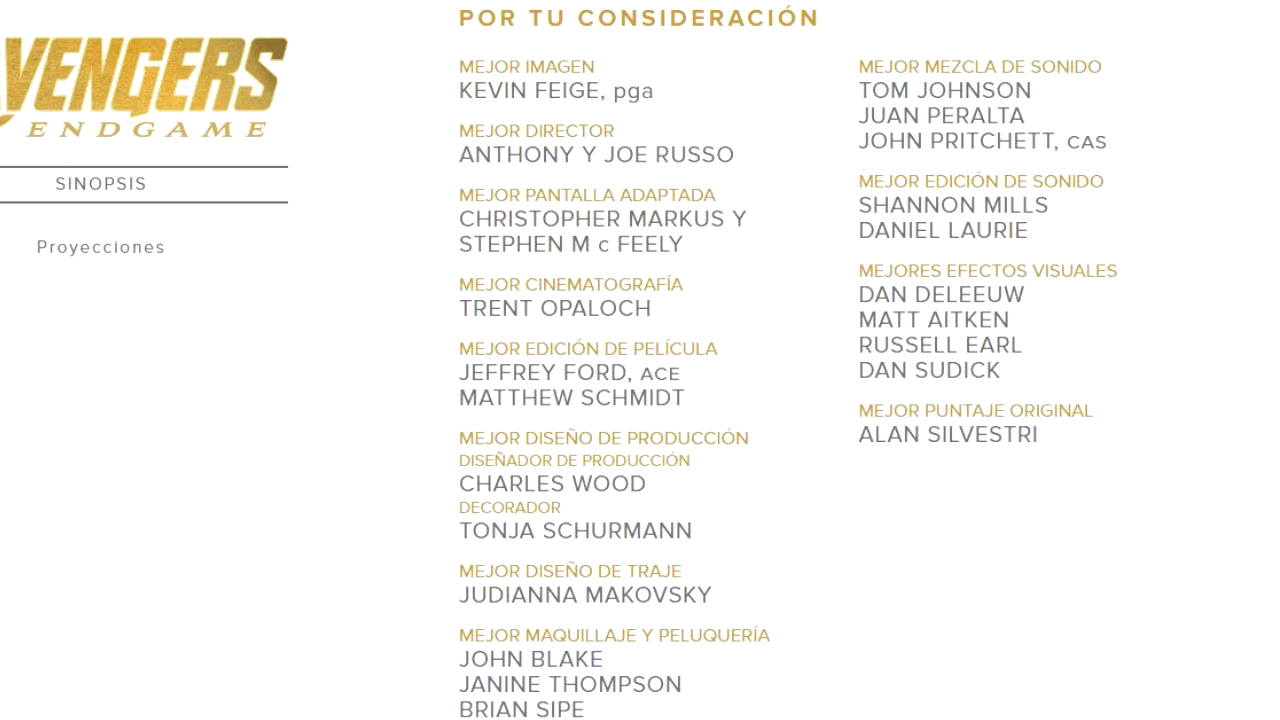 VENGERS
ENDGAME
SINOPSIS
Proyecciones
POR TU CONSIDERACIÓN
MEJOR IMAGEN
KEVIN FEIGE, pga
MEJOR DIRECTOR
ANTHONY Y JOE RUSSO
MEJOR PANTALLA ADAPTADA
CHRISTOPHER MARKUS Y
STEPHEN M c FEELY
MEJOR CINEMATOGRAFÍA
TRENT OPALOCH
MEJOR EDICIÓN DE PELÍCULA
JEFFREY FORD, ACE
MATTHEW SCHMIDT
MEJOR DISEÑO DE PRODUCCIÓN
DISEÑADOR DE PRODUCCIÓN
CHARLES WOOD
DECORADOR
TONJA SCHURMANN
MEJOR DISEÑO DE TRAJE
JUDIANNA MAKOVSKY
MEJOR MAQUILLAJE Y PELUQUERÍA
JOHN BLAKE
JANINE THOMPSON
BRIAN SIPE
MEJOR MEZCLA DE SONIDO
TOM JOHNSON
JUAN PERALTA
JOHN PRITCHETT, CAS
MEJOR EDICIÓN DE SONIDO
SHANNON MILLS
DANIEL LAURIE
MEJORES EFECTOS VISUALES
DAN DELEEUW
MATT AITKEN
RUSSELL EARL
DAN SUDICK
MEJOR PUNTAJE ORIGINAL
ALAN SILVESTRI